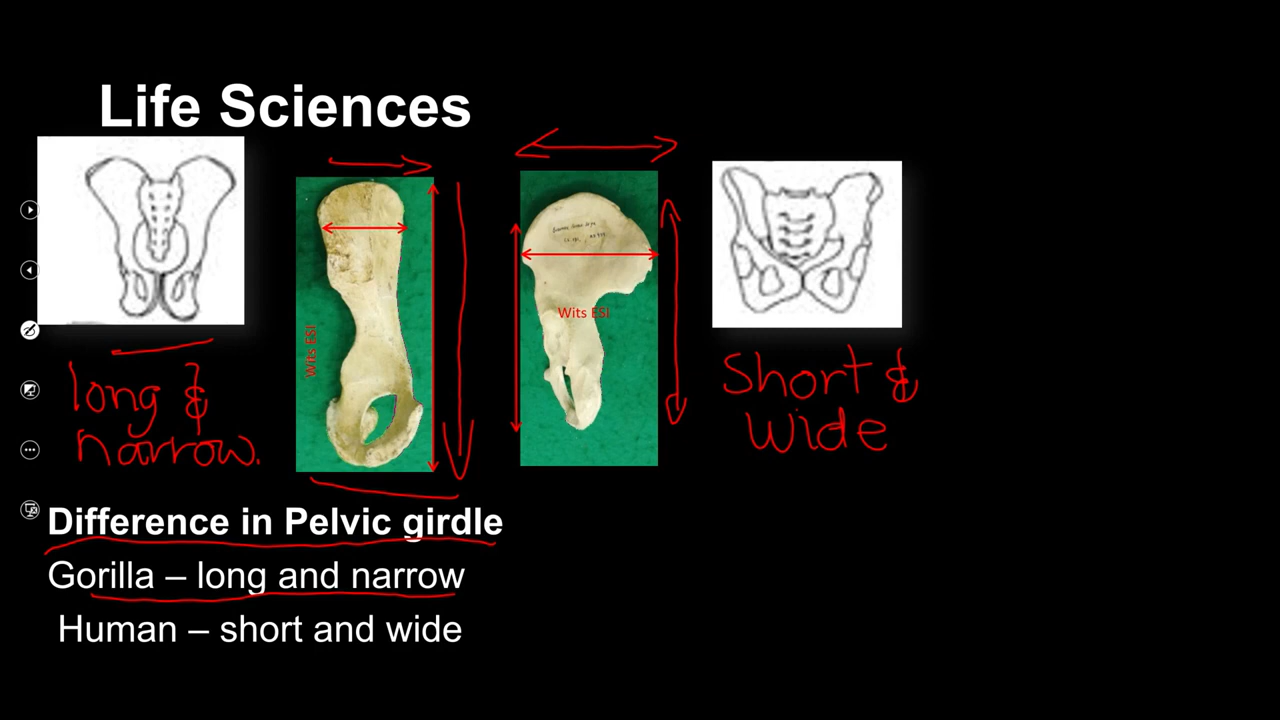 Life Sciences
Wits ESI
Wits ESI
long &
narrow.
Short &
wide
Difference in Pelvic girdle
Gorilla – long and narrow
Human – short and wide